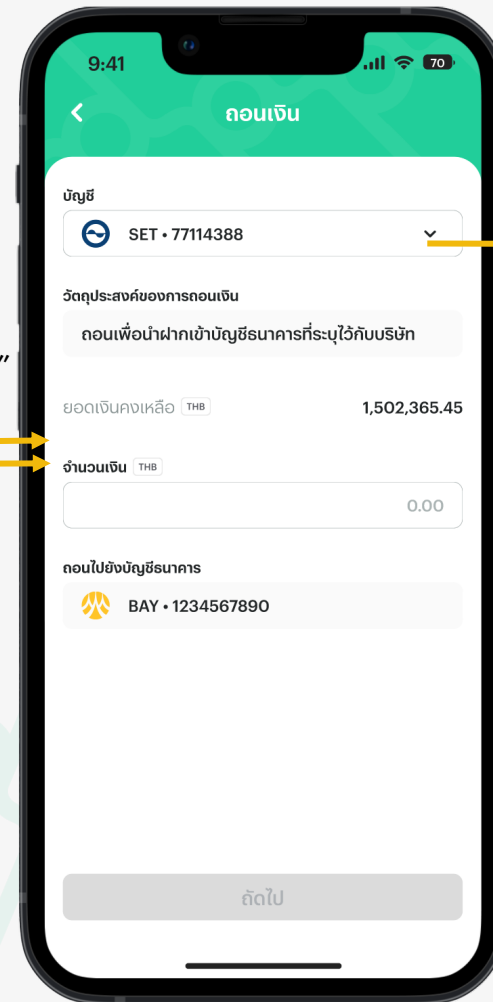 9:41
70
ถอนเงิน
บัญชี
SET • 77114388
วัตถุประสงค์ของการถอนเงิน
ถอนเพื่อนำฝากเข้าบัญชีธนาคารที่ระบุไว้กับบริษัท
"
ยอดเงินคงเหลือ THB 1,502,365.45
จำนวนเงิน THB
0.00
ถอนไปยังบัญชีธนาคาร
BAY • 1234567890
ถัดไป